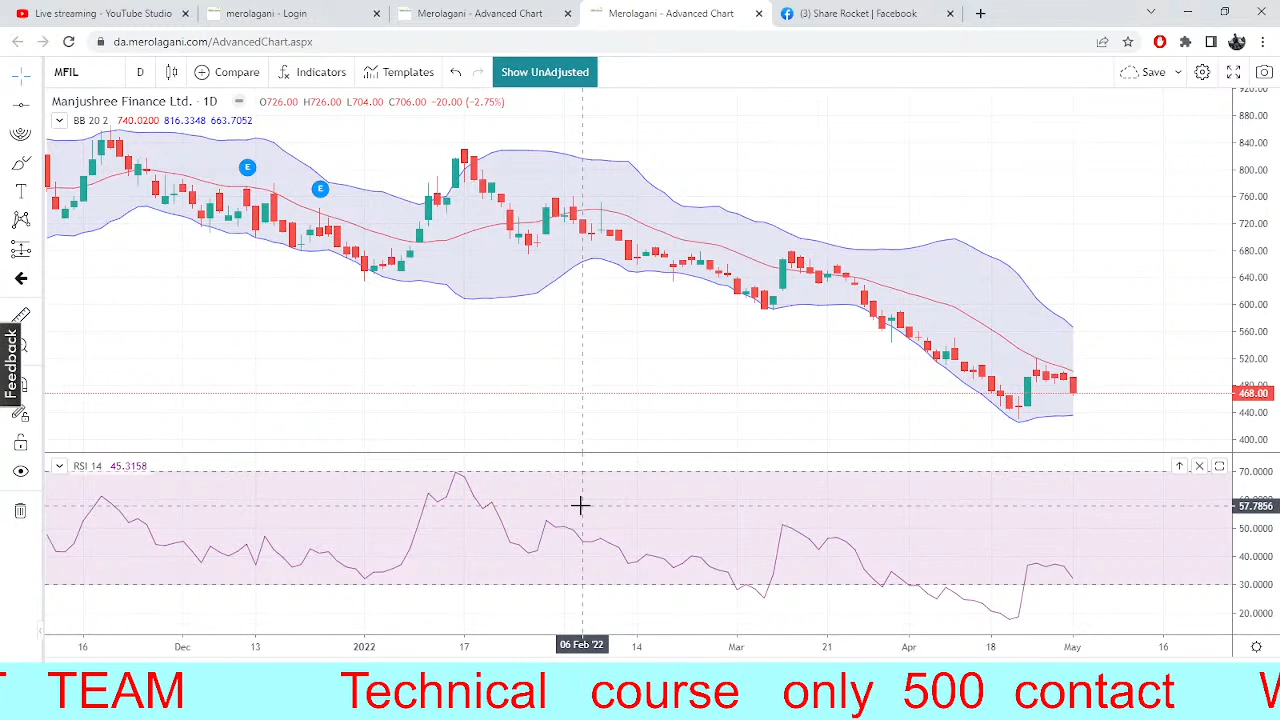 Live streaming - YouTube Studio
merolagani - Login
Merolagani - Advanced Chart
Merolagani - Advanced Chart
(3) Share Rocket | Facebook
da.merolagani.com/AdvancedChart.aspx
MFIL D Compare Indicators Templates Show UnAdjusted Save
Manjushree Finance Ltd. · 1D O726.00 H726.00 L704.00 C706.00 -20.00 (-2.75%)
BB 20 2 740.0200 816.3348 663.7052
E
E
920.00
880.00
840.00
800.00
760.00
720.00
680.00
640.00
600.00
560.00
520.00
480.00
468.00
440.00
400.00
Feedback
RSI 14 45.3158
70.0000
57.7856
50.0000
40.0000
30.0000
20.0000
16 Dec 13 2022 17 06 Feb '22 14 Mar 21 Apr 18 May 16
TEAM Technical course only 500 contact